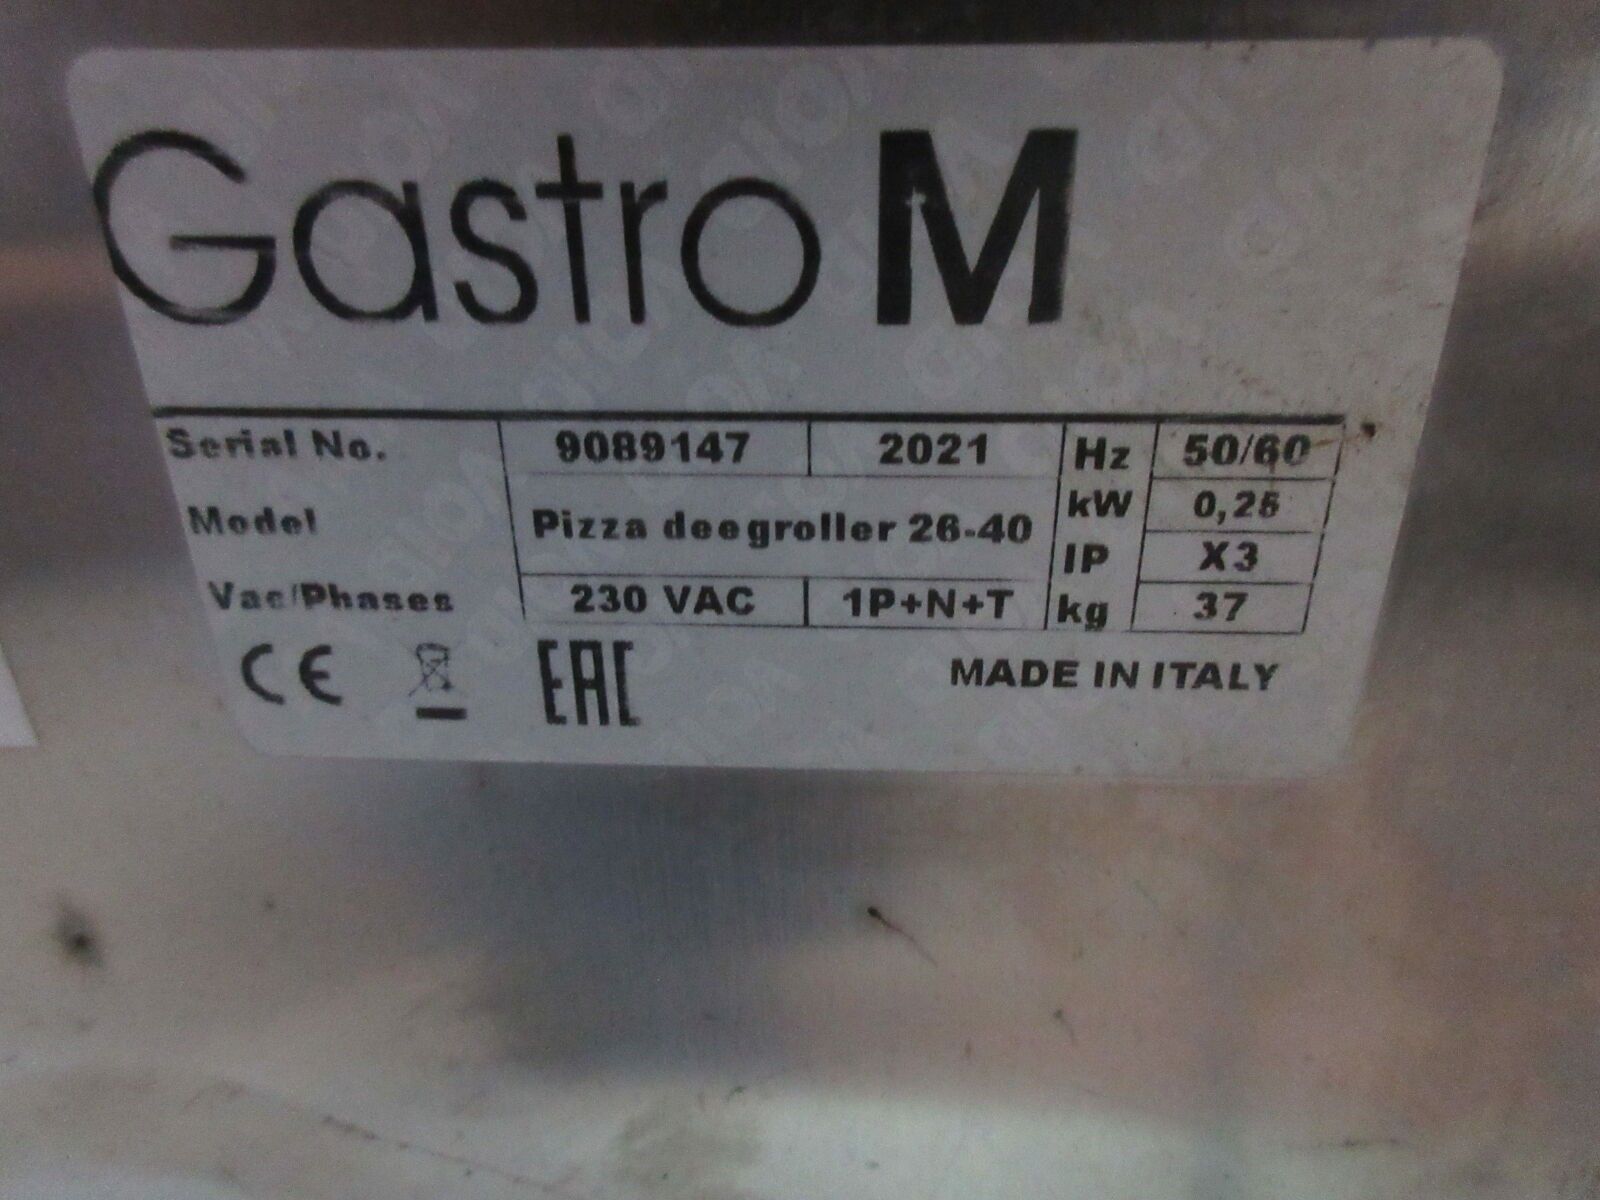 Gastro M
Serial No. 9089147 2021 Hz 50/60
Model Pizza deegroller 26-40 kW 0,25
IP X3
Vac/Phases 230 VAC 1P+N+T kg 37
CE EAC MADE IN ITALY